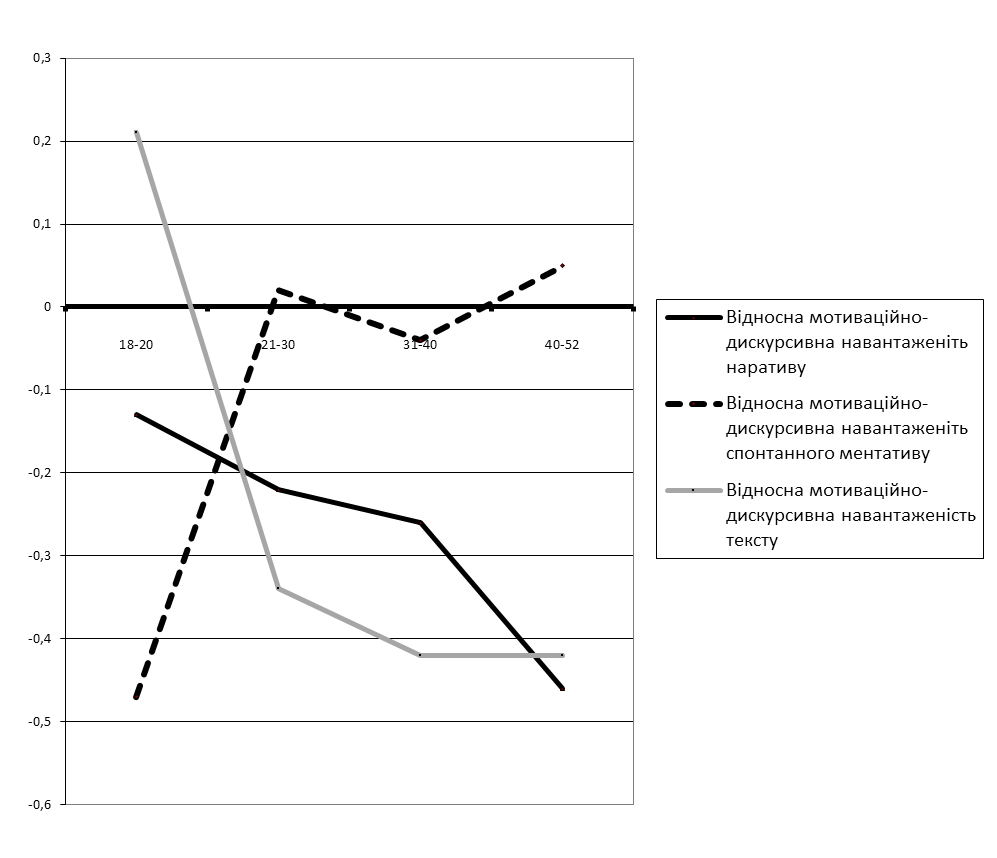 0,3
0,2
0,1
0
18-20 21-30 31-40 40-52
-0,1
-0,2
-0,3
-0,4
-0,5
-0,6
Відносна мотиваційно-
дискурсивна навантаженіть
наративу
Відносна мотиваційно-
дискурсивна навантаженіть
спонтанного ментативу
Відносна мотиваційно-
дискурсивна навантаженість
тексту